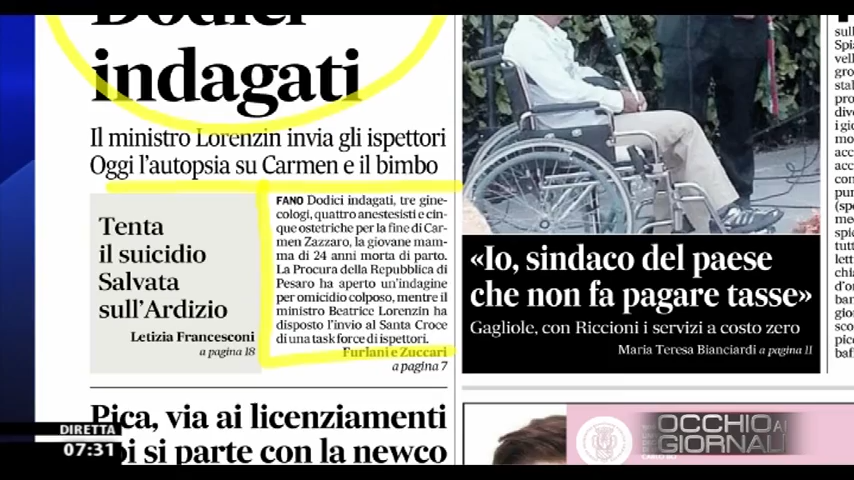 Dodici
indagati
Il ministro Lorenzin invia gli ispettori
Oggi l'autopsia su Carmen e il bimbo
Tenta
il suicidio
Salvata
sull'Ardizio
Letizia Francesconi
a pagina 18
FANO Dodici indagati, tre gine-
cologi, quattro anestesisti e cin-
que ostetriche per la fine di Car-
men Zazzaro, la giovane mam-
ma di 24 anni morta di parto.
La Procura della Repubblica di
Pesaro ha aperto un'indagine
per omicidio colposo, mentre il
ministro Beatrice Lorenzin ha
disposto l'invio al Santa Croce
di una task force di ispettori.
Furlani e Zuccari
a pagina 7
«Io, sindaco del paese
che non fa pagare tasse»
Gagliole, con Riccioni i servizi a costo zero
Maria Teresa Bianciardi a pagina 11
Pica, via ai licenziamenti
poi si parte con la newco
DIRETTA
07:31
OCCHIO AI
GIORNALI